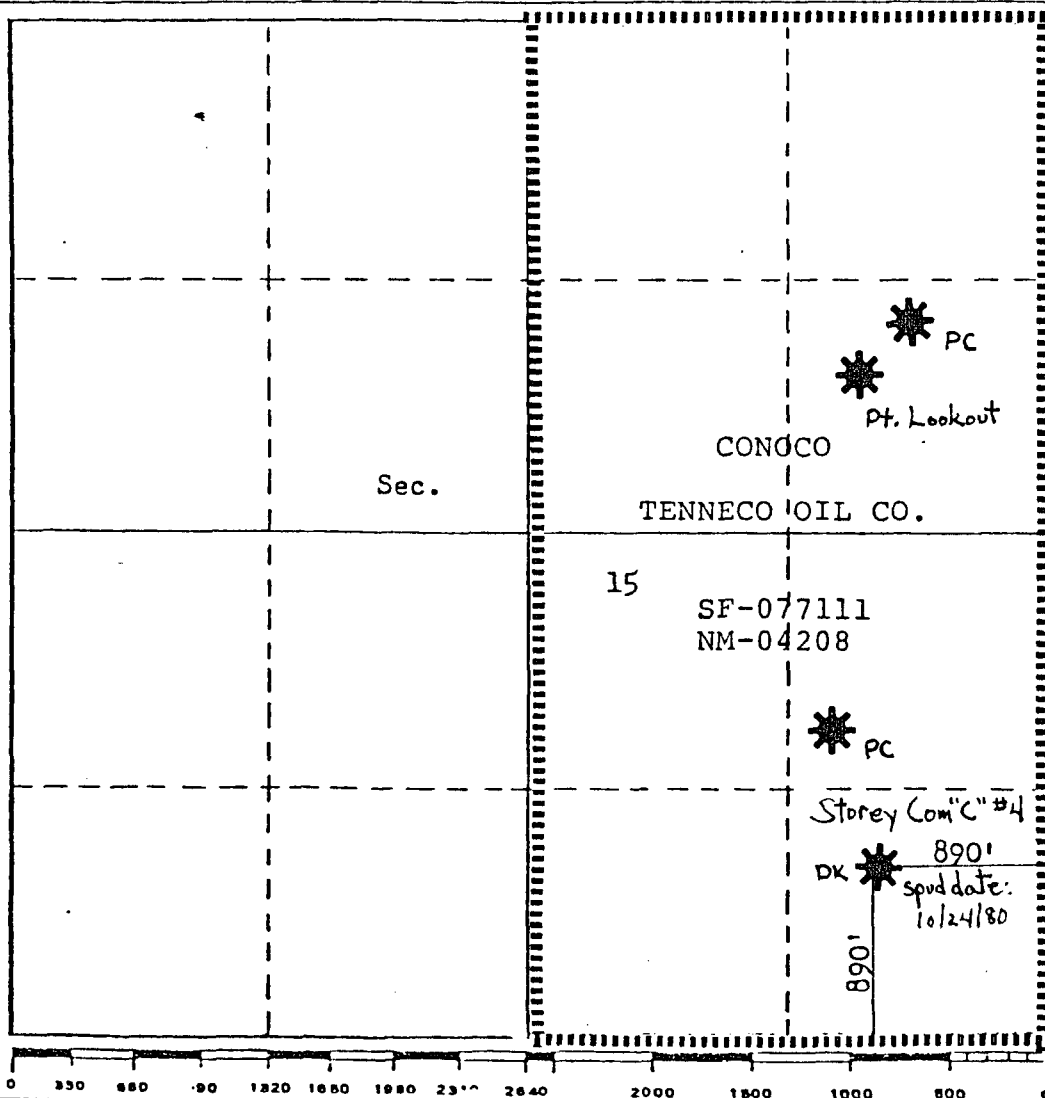 PC
Pt. Lookout
CONOCO
Sec.
TENNECO OIL CO.
15
SF-077111
NM-04208
PC
Storey Com "C" #4
DK
890'
spud date:
10/24/80
890'
0 330 660 90 1320 1650 1980 2640 2000 1500 1000 500